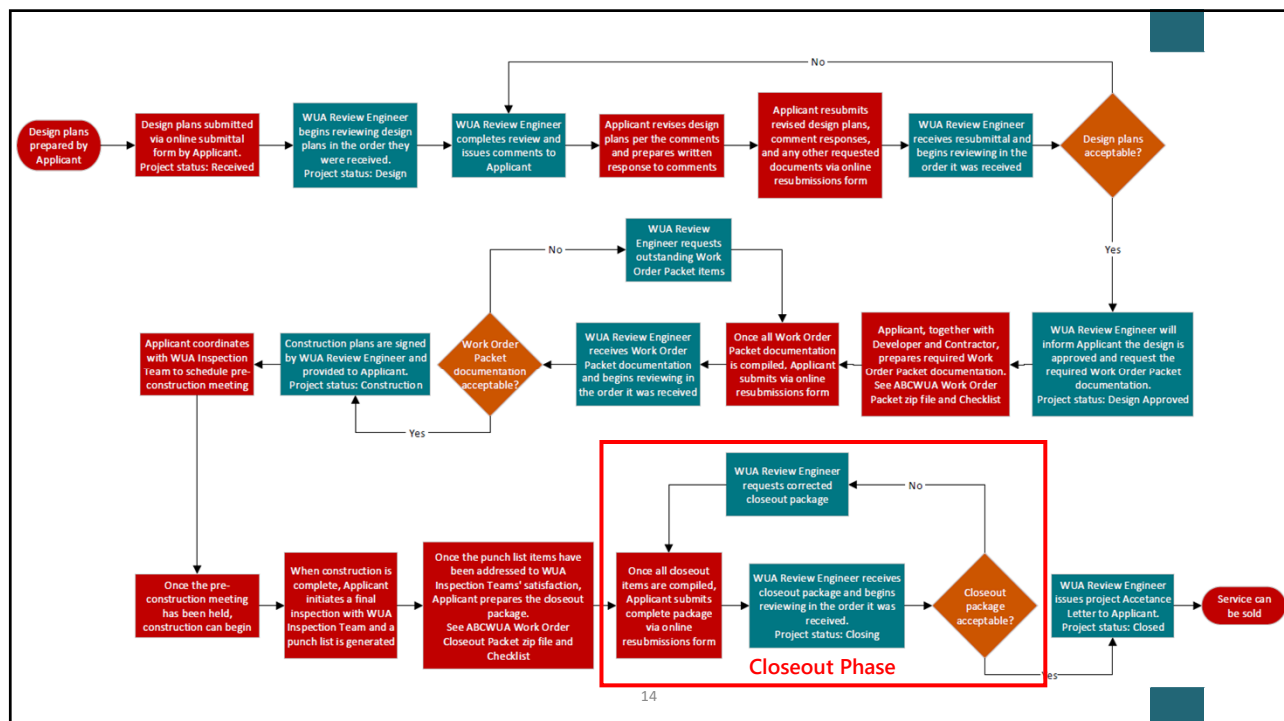 No
Design plans
prepared by
Applicant
Design plans submitted
via online submittal
form by Applicant.
Project status: Received
WUA Review Engineer
begins reviewing design
plans in the order they
were received.
Project status: Design
WUA Review Engineer
completes review and
issues comments to
Applicant
Applicant revises design
plans per the comments
and prepares written
response to comments
Applicant resubmits
revised design plans,
comment responses,
and any other requested
documents via online
resubmissions form
WUA Review Engineer
receives resubmittal and
begins reviewing in the
order it was received
Design plans
acceptable?
Yes
WUA Review Engineer will
inform Applicant the design is
approved and request the
required Work Order Packet
documentation.
Project status: Design Approved
Applicant, together with
Developer and Contractor,
prepares required Work
Order Packet documentation.
See ABCWUA Work Order
Packet zip file and Checklist
Once all Work Order
Packet documentation
is compiled, Applicant
submits via online
resubmissions form
WUA Review Engineer
receives Work Order
Packet documentation
and begins reviewing in
the order it was received
Work Order
Packet
documentation
acceptable?
No
WUA Review
Engineer requests
outstanding Work
Order Packet items
Yes
Construction plans are signed
by WUA Review Engineer and
provided to Applicant.
Project status: Construction
Applicant coordinates
with WUA Inspection
Team to schedule pre-
construction meeting
Once the pre-
construction meeting
has been held,
construction can begin
When construction is
complete, Applicant
initiates a final
inspection with WUA
Inspection Team and a
punch list is generated
Once the punch list items have
been addressed to WUA
Inspection Teams' satisfaction,
Applicant prepares the closeout
package.
See ABCWUA Work Order
Closeout Packet zip file and
Checklist
Once all closeout
items are compiled,
Applicant submits
complete package
via online
resubmissions form
WUA Review Engineer receives
closeout package and begins
reviewing in the order it was
received.
Project status: Closing
Closeout
package
acceptable?
No
WUA Review Engineer
requests corrected
closeout package
Yes
Closeout Phase
WUA Review Engineer
issues project Accetance
Letter to Applicant.
Project status: Closed
Service can
be sold
14